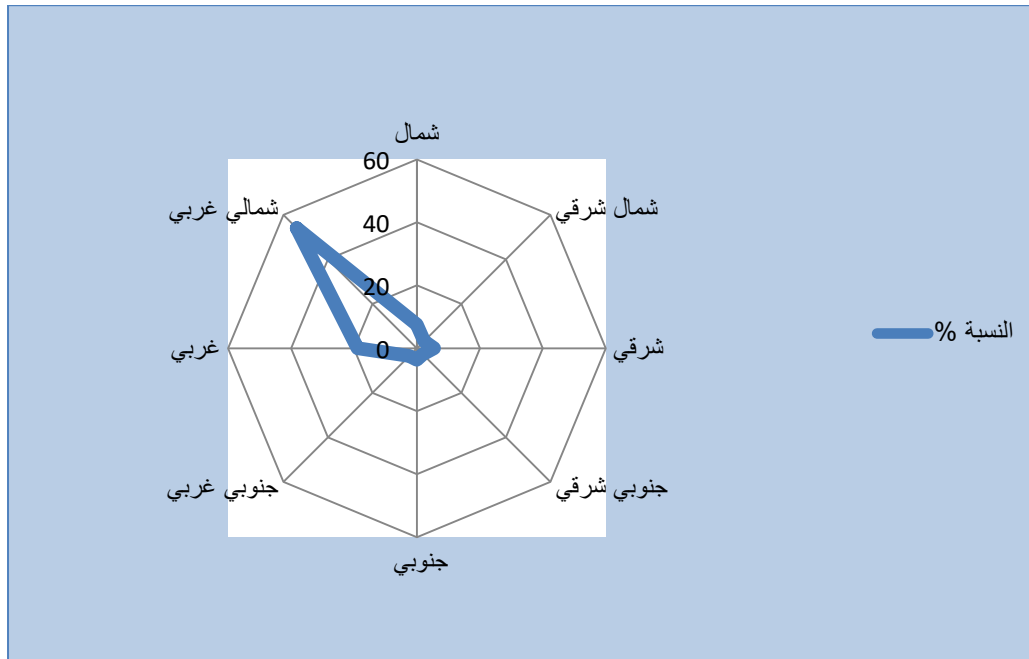 شمال
60
شمالي غربي
شمال شرقي
40
20
غربي
0
شرقي
النسبة %
جنوبي غربي
جنوبي شرقي
جنوبي